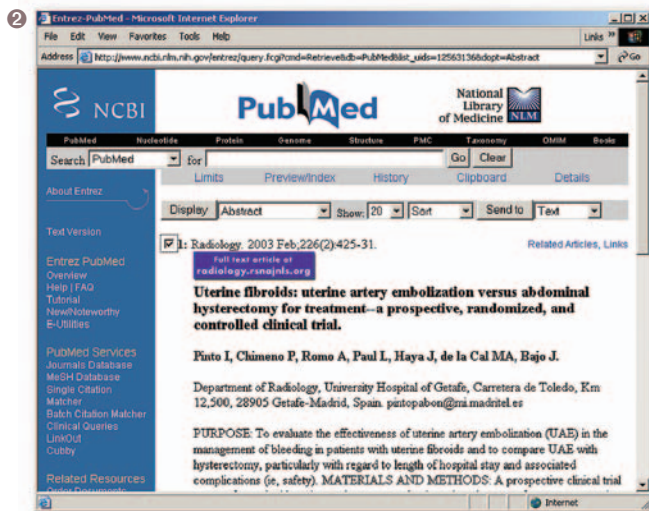 2
Entrez-PubMed - Microsoft Internet Explorer
File Edit View Favorites Tools Help Links »
Address http://www.ncbi.nlm.nih.gov/entrez/query.fcgi?cmd=Retrieve&db=PubMed&list_uids=12563136&dopt=Abstract Go
NCBI
PubMed
National
Library
of Medicine NLM
PubMed Nucleotide Protein Genome Structure PMC Taxonomy OMIM Books
Search PubMed for Go Clear
Limits Preview/Index History Clipboard Details
About Entrez
Display Abstract Show: 20 Sort Send to Text
Text Version
1: Radiology. 2003 Feb;226(2):425-31. Related Articles, Links
Full text article at
radiology.rsnajnls.org
Entrez PubMed
Overview
Help | FAQ
Tutorial
New/Noteworthy
E-Utilities
Uterine fibroids: uterine artery embolization versus abdominal
hysterectomy for treatment--a prospective, randomized, and
controlled clinical trial.
PubMed Services
Journals Database
MeSH Database
Single Citation
Matcher
Batch Citation Matcher
Clinical Queries
LinkOut
Cubby
Pinto I, Chimeno P, Romo A, Paul L, Haya J, de la Cal MA, Bajo J.
Department of Radiology, University Hospital of Getafe, Carretera de Toledo, Km
12,500, 28905 Getafe-Madrid, Spain. pintopabon@mi.madritel.es
PURPOSE: To evaluate the effectiveness of uterine artery embolization (UAE) in the
management of bleeding in patients with uterine fibroids and to compare UAE with
hysterectomy, particularly with regard to length of hospital stay and associated
complications (ie, safety). MATERIALS AND METHODS: A prospective clinical trial
Related Resources
Internet